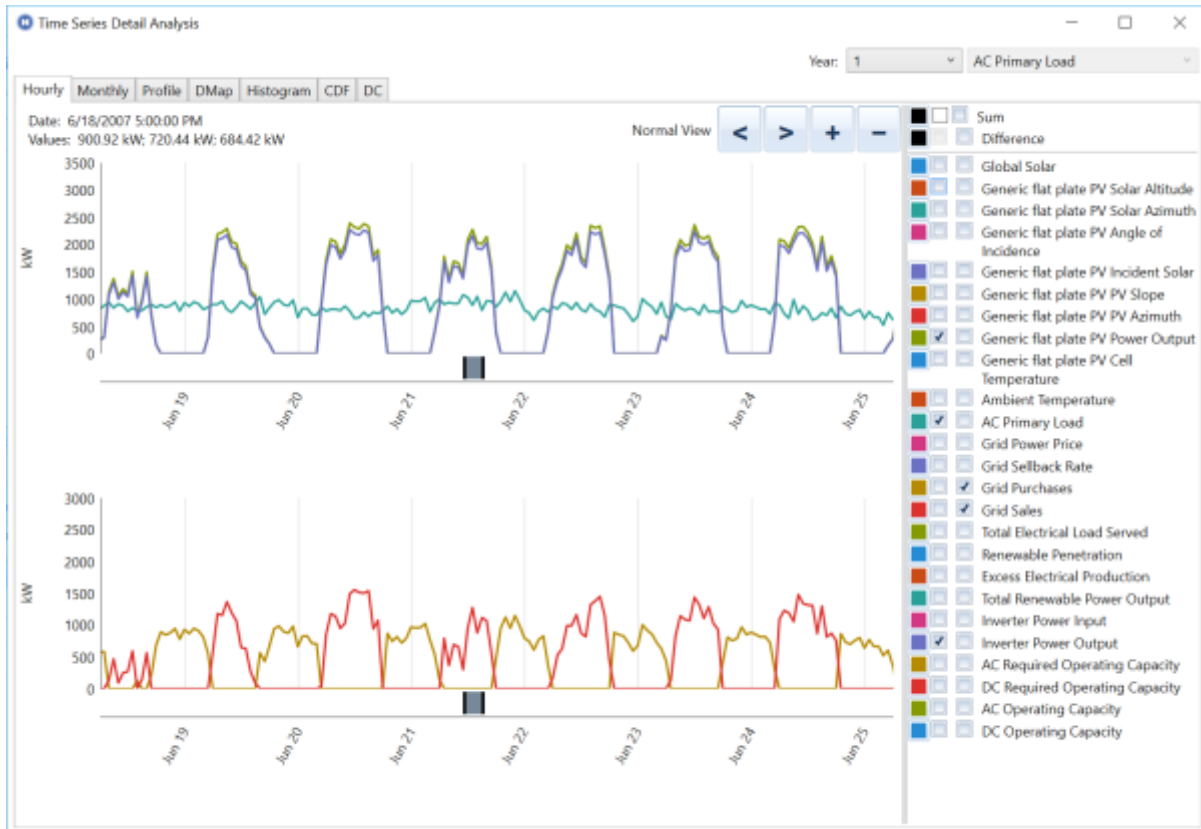 Time Series Detail Analysis
Year: 1 AC Primary Load
Hourly Monthly Profile DMap Histogram CDF DC
Date: 6/18/2007 5:00:00 PM
Values: 900.92 kW; 720.44 kW; 684.42 kW
Normal View < > + −
3500
3000
2500
2000
1500
1000
500
0
kW
Jun 19 Jun 20 Jun 21 Jun 22 Jun 23 Jun 24 Jun 25
3000
2500
2000
1500
1000
500
0
kW
Jun 19 Jun 20 Jun 21 Jun 22 Jun 23 Jun 24 Jun 25
Sum
Difference
Global Solar
Generic flat plate PV Solar Altitude
Generic flat plate PV Solar Azimuth
Generic flat plate PV Angle of
Incidence
Generic flat plate PV Incident Solar
Generic flat plate PV PV Slope
Generic flat plate PV PV Azimuth
Generic flat plate PV Power Output
Generic flat plate PV Cell
Temperature
Ambient Temperature
AC Primary Load
Grid Power Price
Grid Sellback Rate
Grid Purchases
Grid Sales
Total Electrical Load Served
Renewable Penetration
Excess Electrical Production
Total Renewable Power Output
Inverter Power Input
Inverter Power Output
AC Required Operating Capacity
DC Required Operating Capacity
AC Operating Capacity
DC Operating Capacity